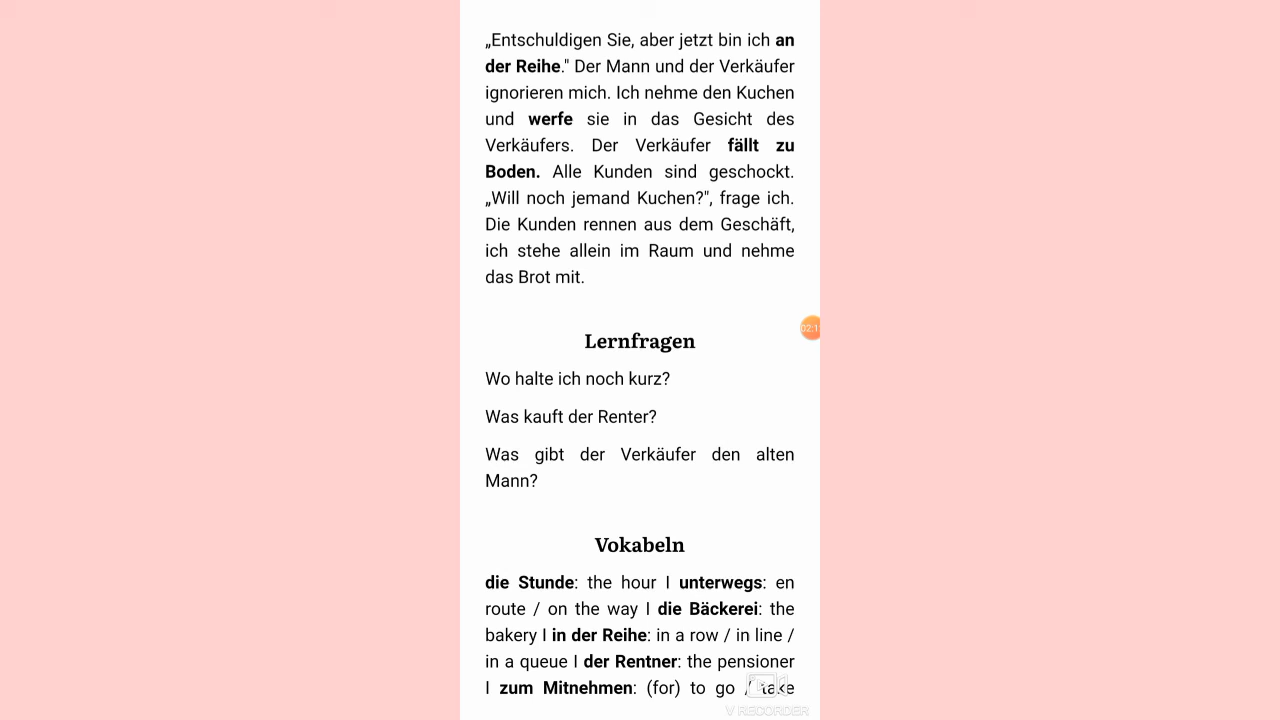 „Entschuldigen Sie, aber jetzt bin ich an
der Reihe." Der Mann und der Verkäufer
ignorieren mich. Ich nehme den Kuchen
und werfe sie in das Gesicht des
Verkäufers. Der Verkäufer fällt zu
Boden. Alle Kunden sind geschockt.
„Will noch jemand Kuchen?", frage ich.
Die Kunden rennen aus dem Geschäft,
ich stehe allein im Raum und nehme
das Brot mit.
Lernfragen
Wo halte ich noch kurz?
Was kauft der Renter?
Was gibt der Verkäufer den alten
Mann?
Vokabeln
die Stunde: the hour I unterwegs: en
route / on the way I die Bäckerei: the
bakery I in der Reihe: in a row / in line /
in a queue I der Rentner: the pensioner
I zum Mitnehmen: (for) to go / take
V RECORDER